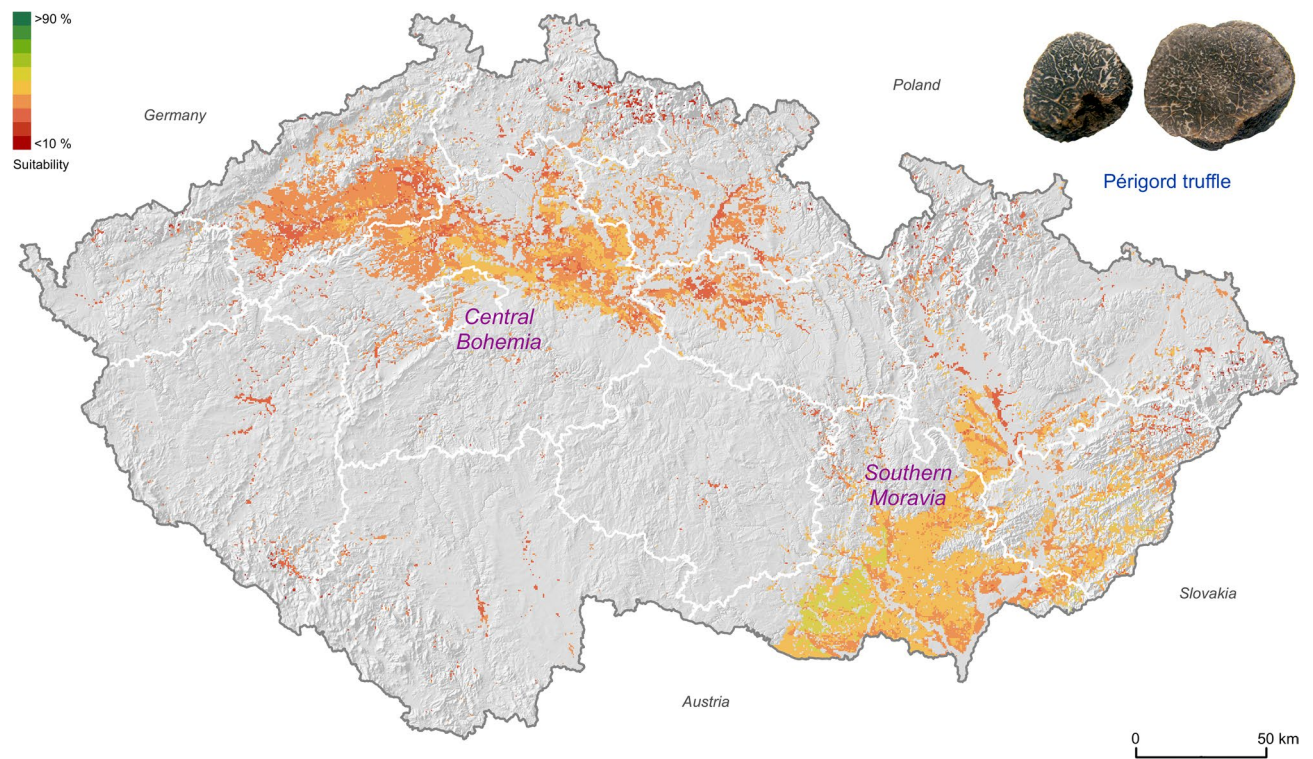 >90 %
<10 %
Suitability
Germany
Poland
Périgord truffle
Central
Bohemia
Southern
Moravia
Slovakia
Austria
0
50 km